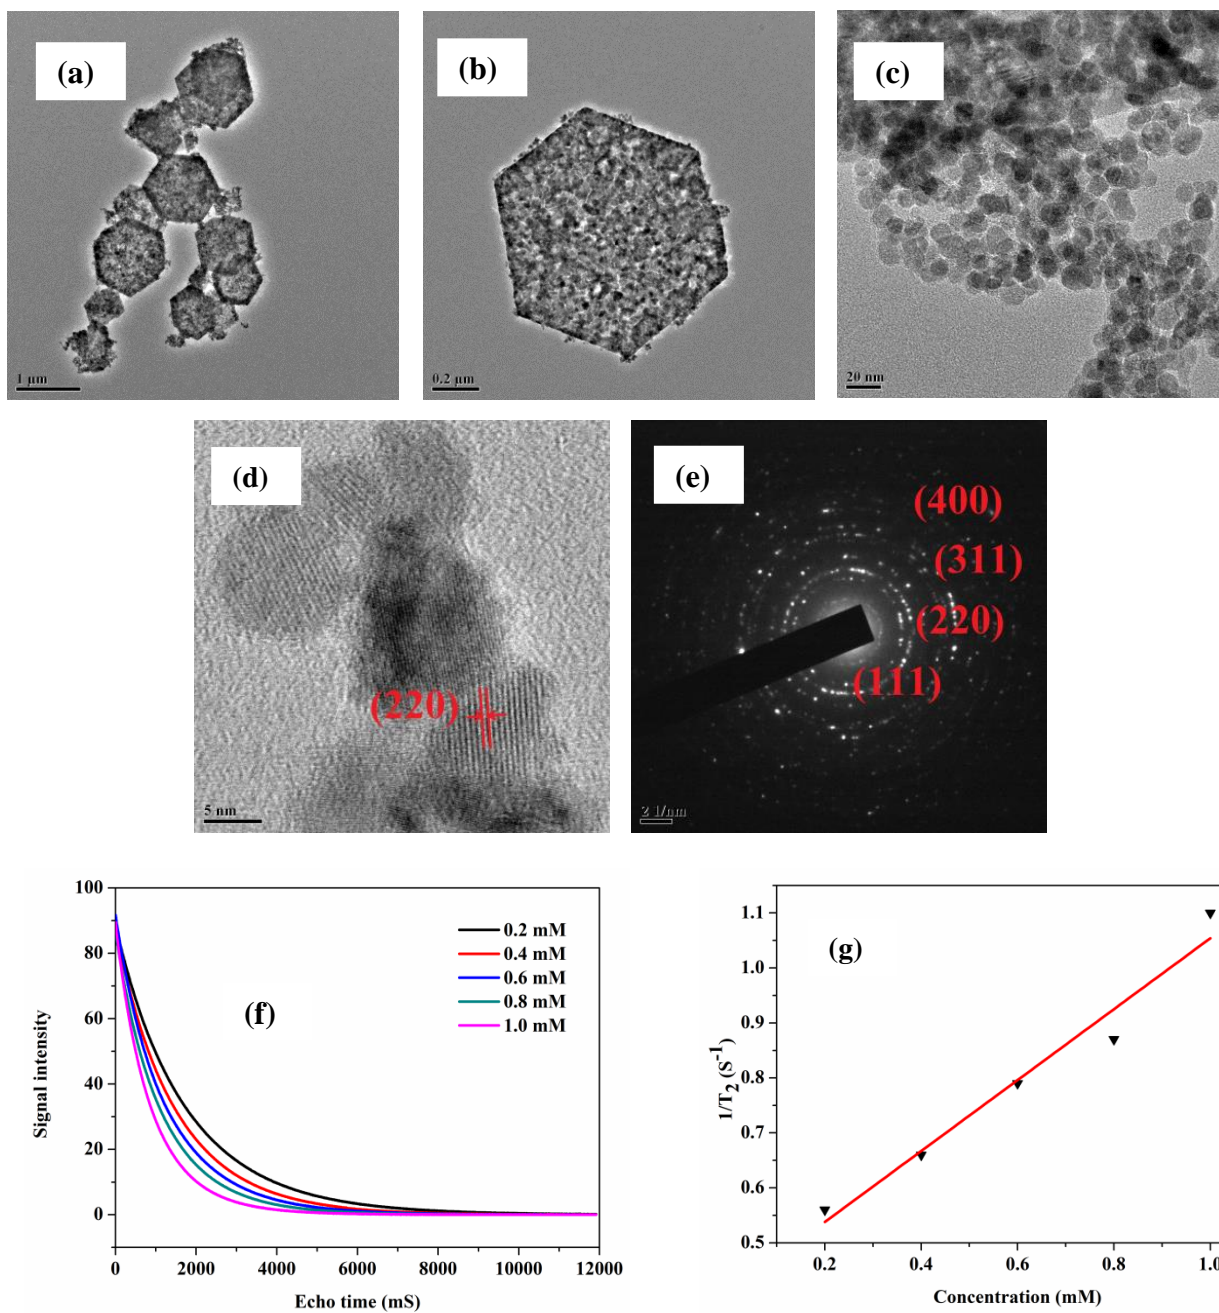 (a)
1 µm
(b)
0.2 µm
(c)
20 nm
(d)
(220)
5 nm
(e)
(400)
(311)
(220)
(111)
2 1/nm
100
80
60
40
20
0
Signal intensity
(f)
0.2 mM
0.4 mM
0.6 mM
0.8 mM
1.0 mM
0 2000 4000 6000 8000 10000 12000
Echo time (mS)
1.1
1.0
0.9
0.8
0.7
0.6
0.5
1/T2 (S-1)
(g)
0.2 0.4 0.6 0.8 1.0
Concentration (mM)